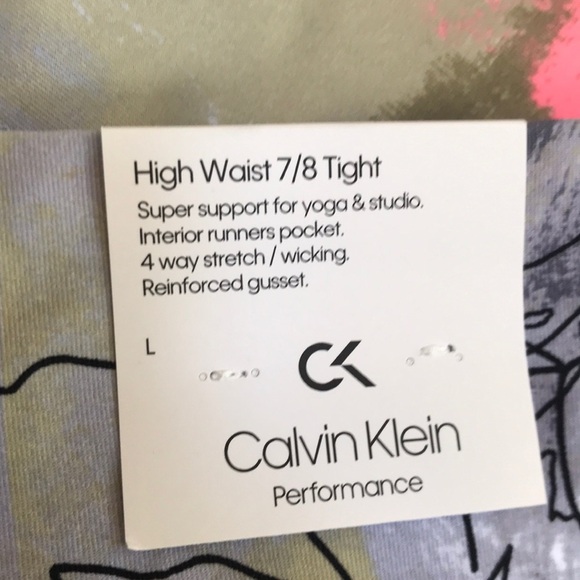 High Waist 7/8 Tight
Super support for yoga & studio.
Interior runners pocket.
4 way stretch / wicking.
Reinforced gusset.
L
CK
Calvin Klein
Performance